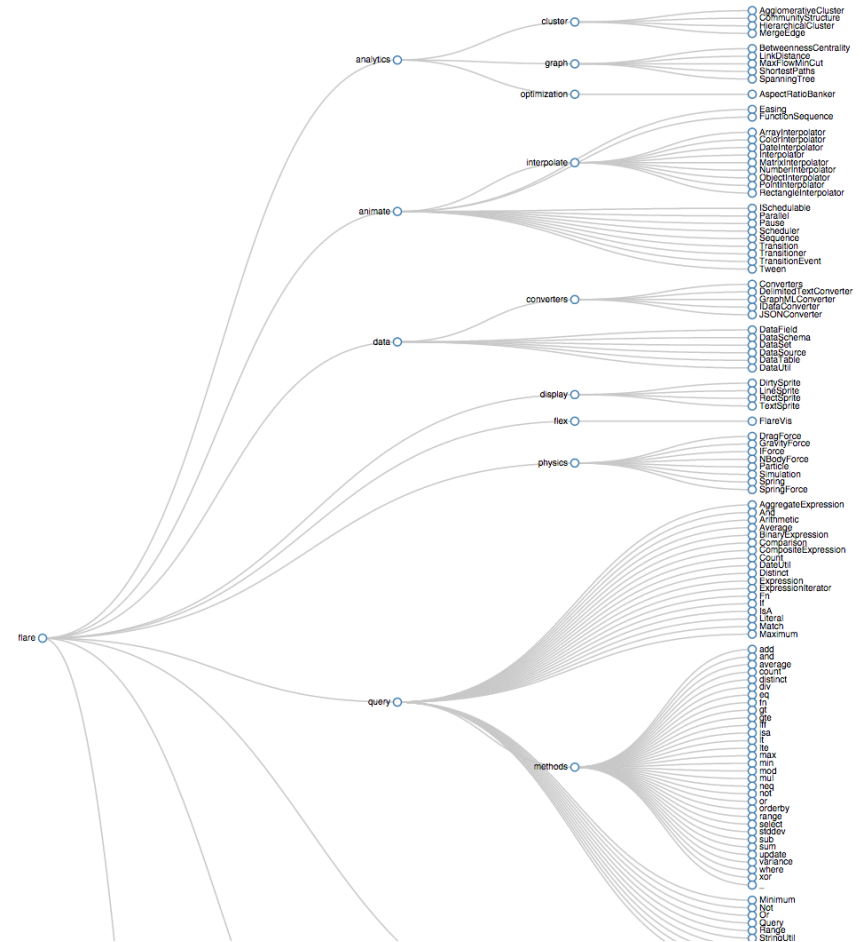 AgglomerativeCluster
cluster
CommunityStructure
HierarchicalCluster
MergeEdge
analytics
BetweennessCentrality
LinkDistance
graph
MaxFlowMinCut
ShortestPaths
SpanningTree
optimization
AspectRatioBanker
Easing
FunctionSequence
ArrayInterpolator
ColorInterpolator
DateInterpolator
Interpolator
interpolate
MatrixInterpolator
NumberInterpolator
ObjectInterpolator
PointInterpolator
RectangleInterpolator
animate
ISchedulable
Parallel
Pause
Scheduler
Sequence
Transition
Transitioner
TransitionEvent
Tween
Converters
DelimitedTextConverter
converters
GraphMLConverter
IDataConverter
JSONConverter
data
DataField
DataSchema
DataSet
DataSource
DataTable
DataUtil
DirtySprite
display
LineSprite
RectSprite
TextSprite
flex
FlareVis
DragForce
GravityForce
IForce
physics
NBodyForce
Particle
Simulation
Spring
SpringForce
AggregateExpression
And
Arithmetic
Average
BinaryExpression
Comparison
CompositeExpression
Count
DateUtil
Distinct
Expression
ExpressionIterator
Fn
If
IsA
Literal
Match
Maximum
flare
query
add
and
average
count
distinct
div
eq
fn
gt
gte
iff
isa
lt
lte
max
methods
min
mod
mul
neq
not
or
orderby
range
select
stddev
sub
sum
update
variance
where
xor
_
Minimum
Not
Or
Query
Range
StringUtil